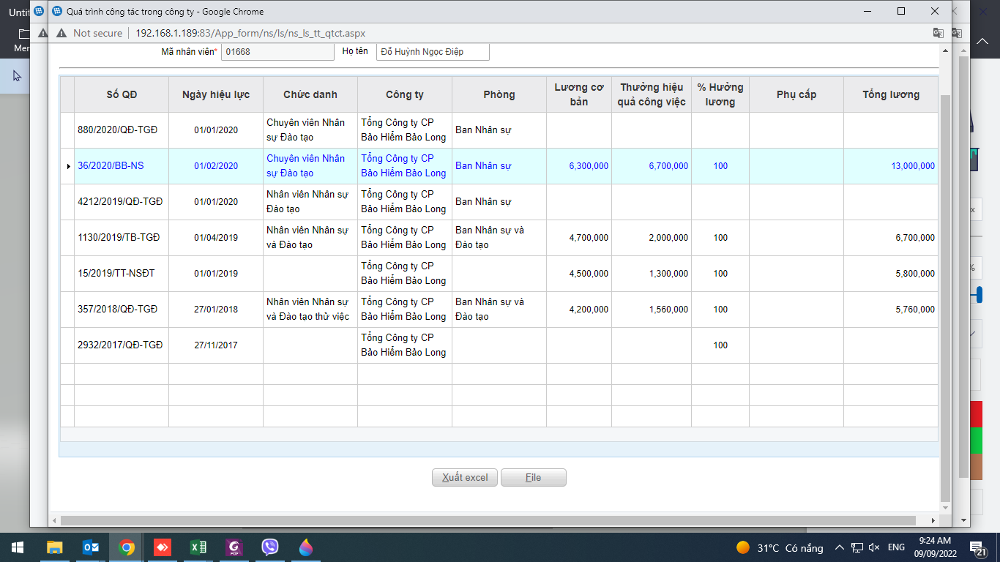 Untit
Quá trình công tác trong công ty - Google Chrome
Not secure
192.168.1.189:83/App_form/ns/ls/ns_ls_tt_qtct.aspx
Mer
Mã nhân viên* 01668 Họ tên Đỗ Huỳnh Ngọc Điệp
Số QĐ Ngày hiệu lực Chức danh Công ty Phòng Lương cơ bản Thưởng hiệu quả công việc % Hưởng lương Phụ cấp Tổng lương
880/2020/QĐ-TGĐ 01/01/2020 Chuyên viên Nhân sự Đào tạo Tổng Công ty CP Bảo Hiểm Bảo Long Ban Nhân sự
36/2020/BB-NS 01/02/2020 Chuyên viên Nhân sự Đào tạo Tổng Công ty CP Bảo Hiểm Bảo Long Ban Nhân sự 6,300,000 6,700,000 100 13,000,000
4212/2019/QĐ-TGĐ 01/01/2020 Nhân viên Nhân sự Đào tạo Tổng Công ty CP Bảo Hiểm Bảo Long Ban Nhân sự
1130/2019/TB-TGĐ 01/04/2019 Nhân viên Nhân sự và Đào tạo Tổng Công ty CP Bảo Hiểm Bảo Long Ban Nhân sự và Đào tạo 4,700,000 2,000,000 100 6,700,000
15/2019/TT-NSĐT 01/01/2019 Tổng Công ty CP Bảo Hiểm Bảo Long 4,500,000 1,300,000 100 5,800,000
357/2018/QĐ-TGĐ 27/01/2018 Nhân viên Nhân sự và Đào tạo thử việc Tổng Công ty CP Bảo Hiểm Bảo Long Ban Nhân sự và Đào tạo 4,200,000 1,560,000 100 5,760,000
2932/2017/QĐ-TGĐ 27/11/2017 Tổng Công ty CP Bảo Hiểm Bảo Long 100
x
%
Xuất excel File
31°C Có nắng ENG 9:24 AM
09/09/2022
21